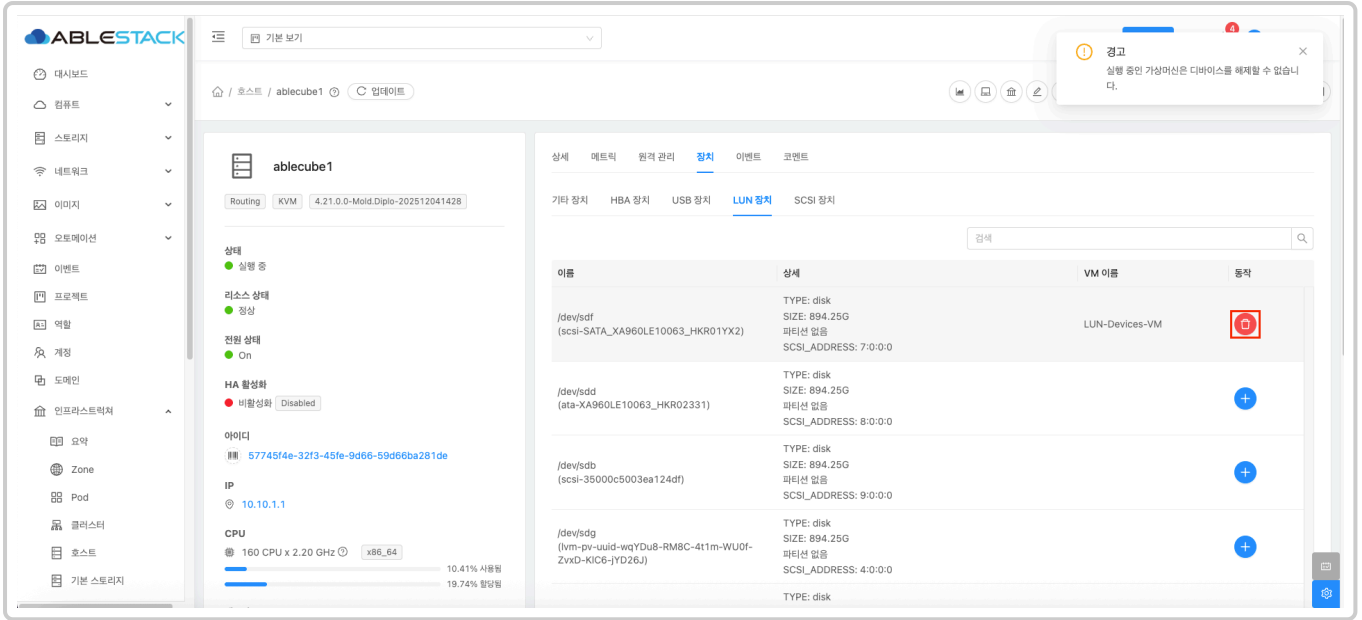 ABLESTACK
기본 보기
4
경고
실행 중인 가상머신은 디바이스를 해제할 수 없습니
다.
대시보드
컴퓨트
스토리지
네트워크
이미지
오토메이션
이벤트
프로젝트
역할
계정
도메인
인프라스트럭쳐
요약
Zone
Pod
클러스터
호스트
기본 스토리지
/ 호스트 / ablecube1
업데이트
ablecube1
Routing
KVM
4.21.0.0-Mold.Diplo-202512041428
상태
실행 중
리소스 상태
정상
전원 상태
On
HA 활성화
비활성화 Disabled
아이디
57745f4e-32f3-45fe-9d66-59d66ba281de
IP
10.10.1.1
CPU
160 CPU x 2.20 GHz x86_64
10.41% 사용됨
19.74% 할당됨
상세 메트릭 원격 관리 장치 이벤트 코멘트
기타 장치 HBA 장치 USB 장치 LUN 장치 SCSI 장치
검색
이름 상세 VM 이름 동작
/dev/sdf
(scsi-SATA_XA960LE10063_HKR01YX2)
TYPE: disk
SIZE: 894.25G
파티션 없음
SCSI_ADDRESS: 7:0:0:0
LUN-Devices-VM
/dev/sdd
(ata-XA960LE10063_HKR02331)
TYPE: disk
SIZE: 894.25G
파티션 없음
SCSI_ADDRESS: 8:0:0:0
/dev/sdb
(scsi-35000c5003ea124df)
TYPE: disk
SIZE: 894.25G
파티션 없음
SCSI_ADDRESS: 9:0:0:0
/dev/sdg
(lvm-pv-uuid-wqYDu8-RM8C-4t1m-WU0f-
ZvxD-KlC6-jYD26J)
TYPE: disk
SIZE: 894.25G
파티션 없음
SCSI_ADDRESS: 4:0:0:0
TYPE: disk